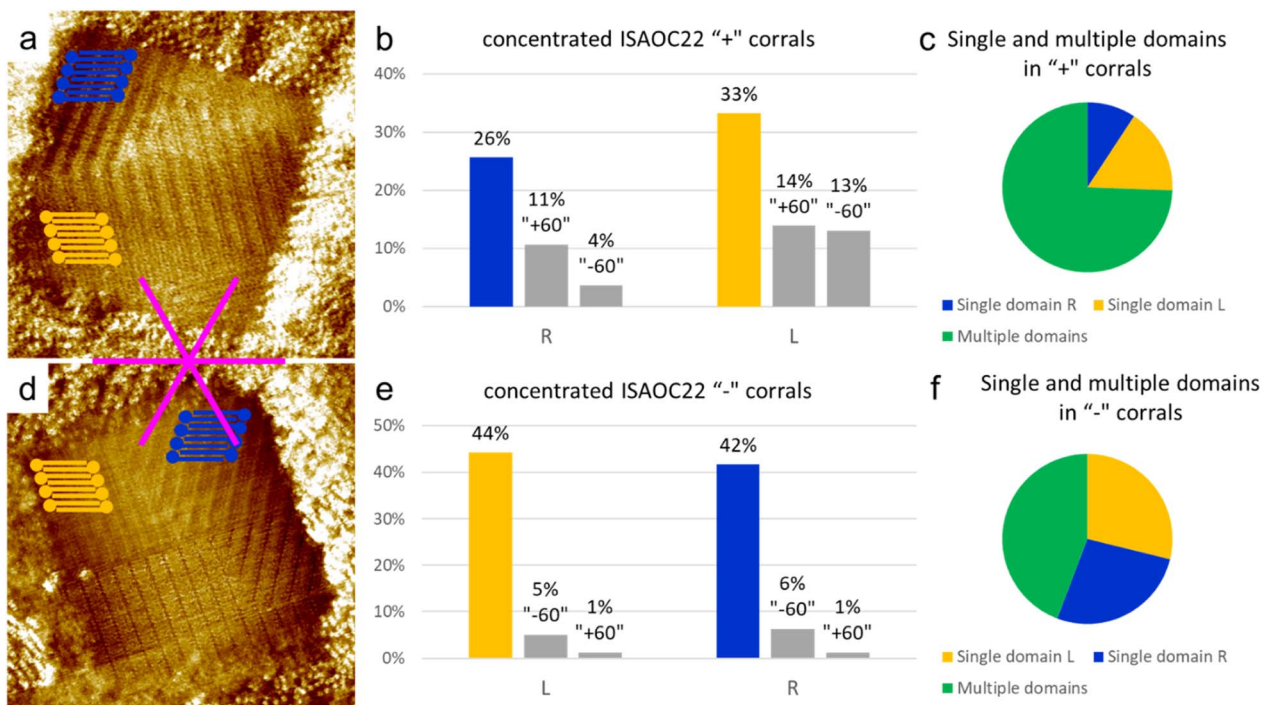 a
b
concentrated ISAOC22 “+" corrals
40%
30%
20%
10%
0%
26%
11%
"+60"
4%
"-60"
33%
14%
"+60"
13%
"-60"
R
L
c
Single and multiple domains
in “+" corrals
Single domain R
Single domain L
Multiple domains
d
e
concentrated ISAOC22 “-" corrals
50%
40%
30%
20%
10%
0%
44%
5%
"-60"
1%
"+60"
42%
6%
"-60"
1%
"+60"
L
R
f
Single and multiple domains
in “-" corrals
Single domain L
Single domain R
Multiple domains